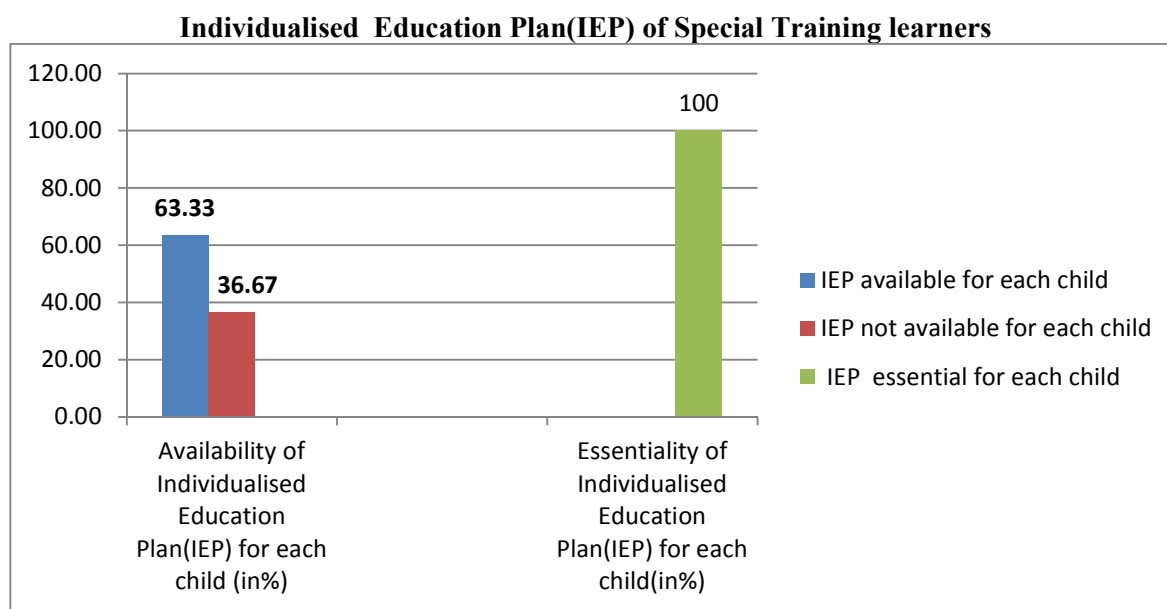 Individualised Education Plan(IEP) of Special Training learners
120.00
100.00
80.00
60.00
40.00
20.00
0.00
63.33
36.67
100
Availability of
Individualised
Education
Plan(IEP) for each
child (in%)
Essentiality of
Individualised
Education
Plan(IEP) for each
child(in%)
IEP available for each child
IEP not available for each child
IEP essential for each child